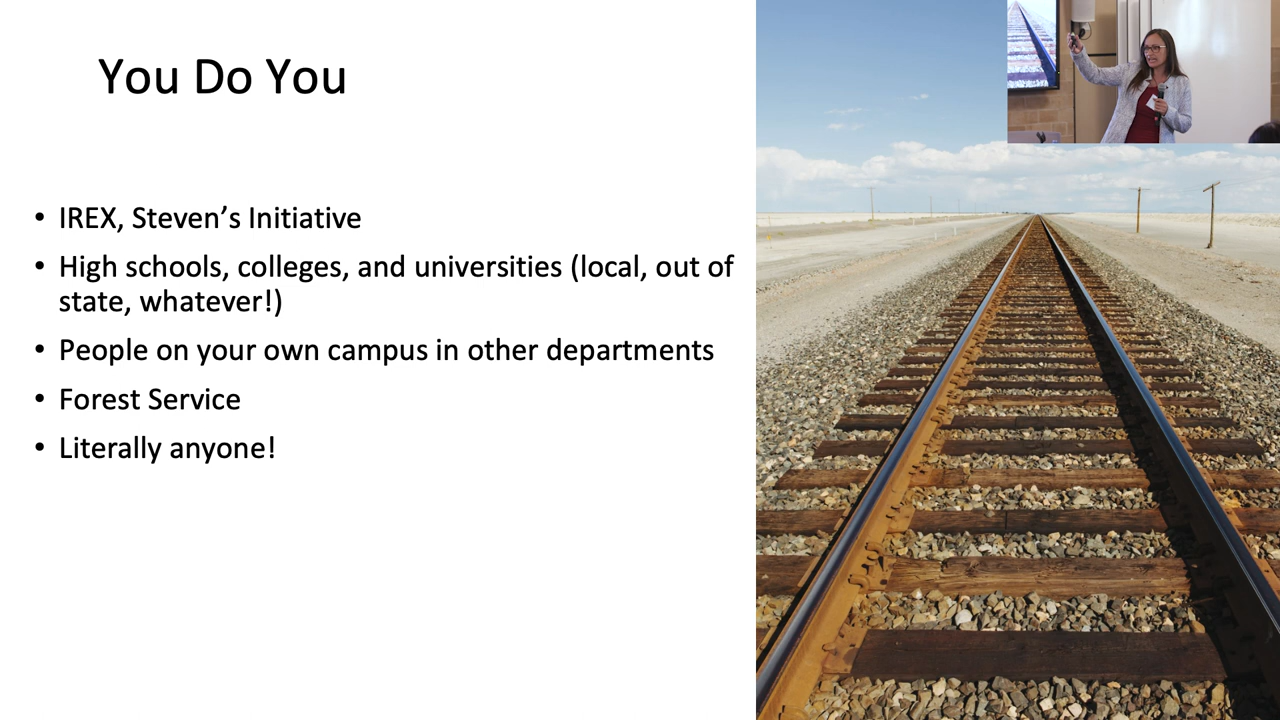 You Do You
• IREX, Steven’s Initiative
• High schools, colleges, and universities (local, out of
state, whatever!)
• People on your own campus in other departments
• Forest Service
• Literally anyone!